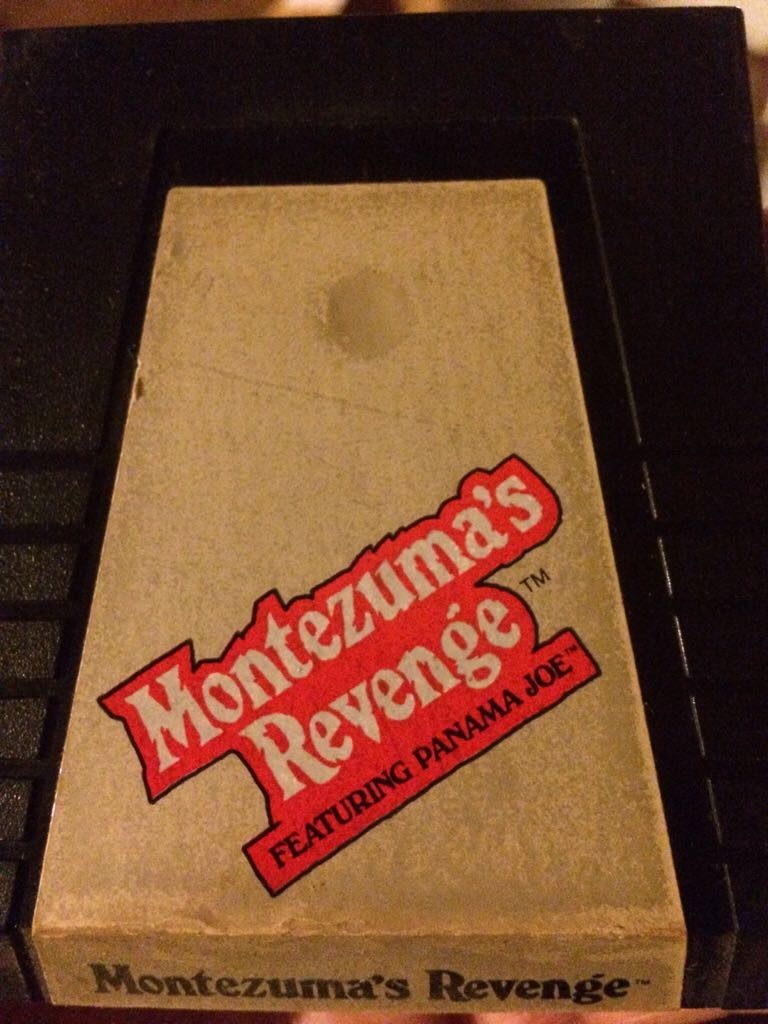 Montezuma's
Revenge™
FEATURING PANAMA JOE™
Montezuma's Revenge™